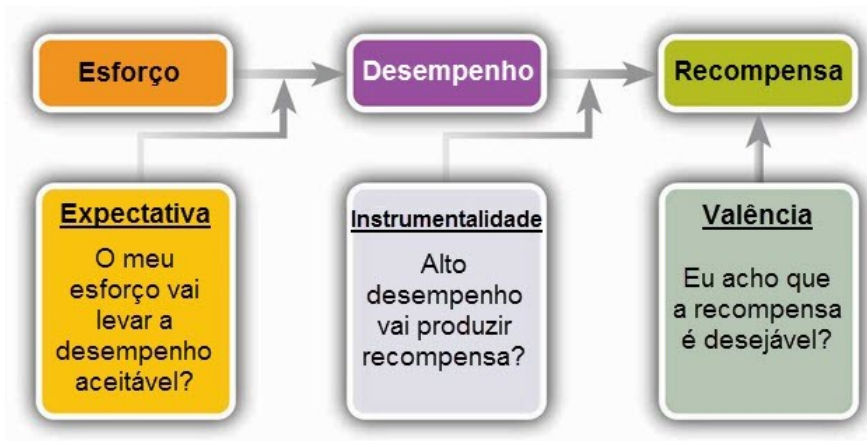 Esforço
Desempenho
Recompensa
Expectativa
O meu
esforço vai
levar a
desempenho
aceitável?
Instrumentalidade
Alto
desempenho
vai produzir
recompensa?
Valência
Eu acho que
a recompensa
é desejável?